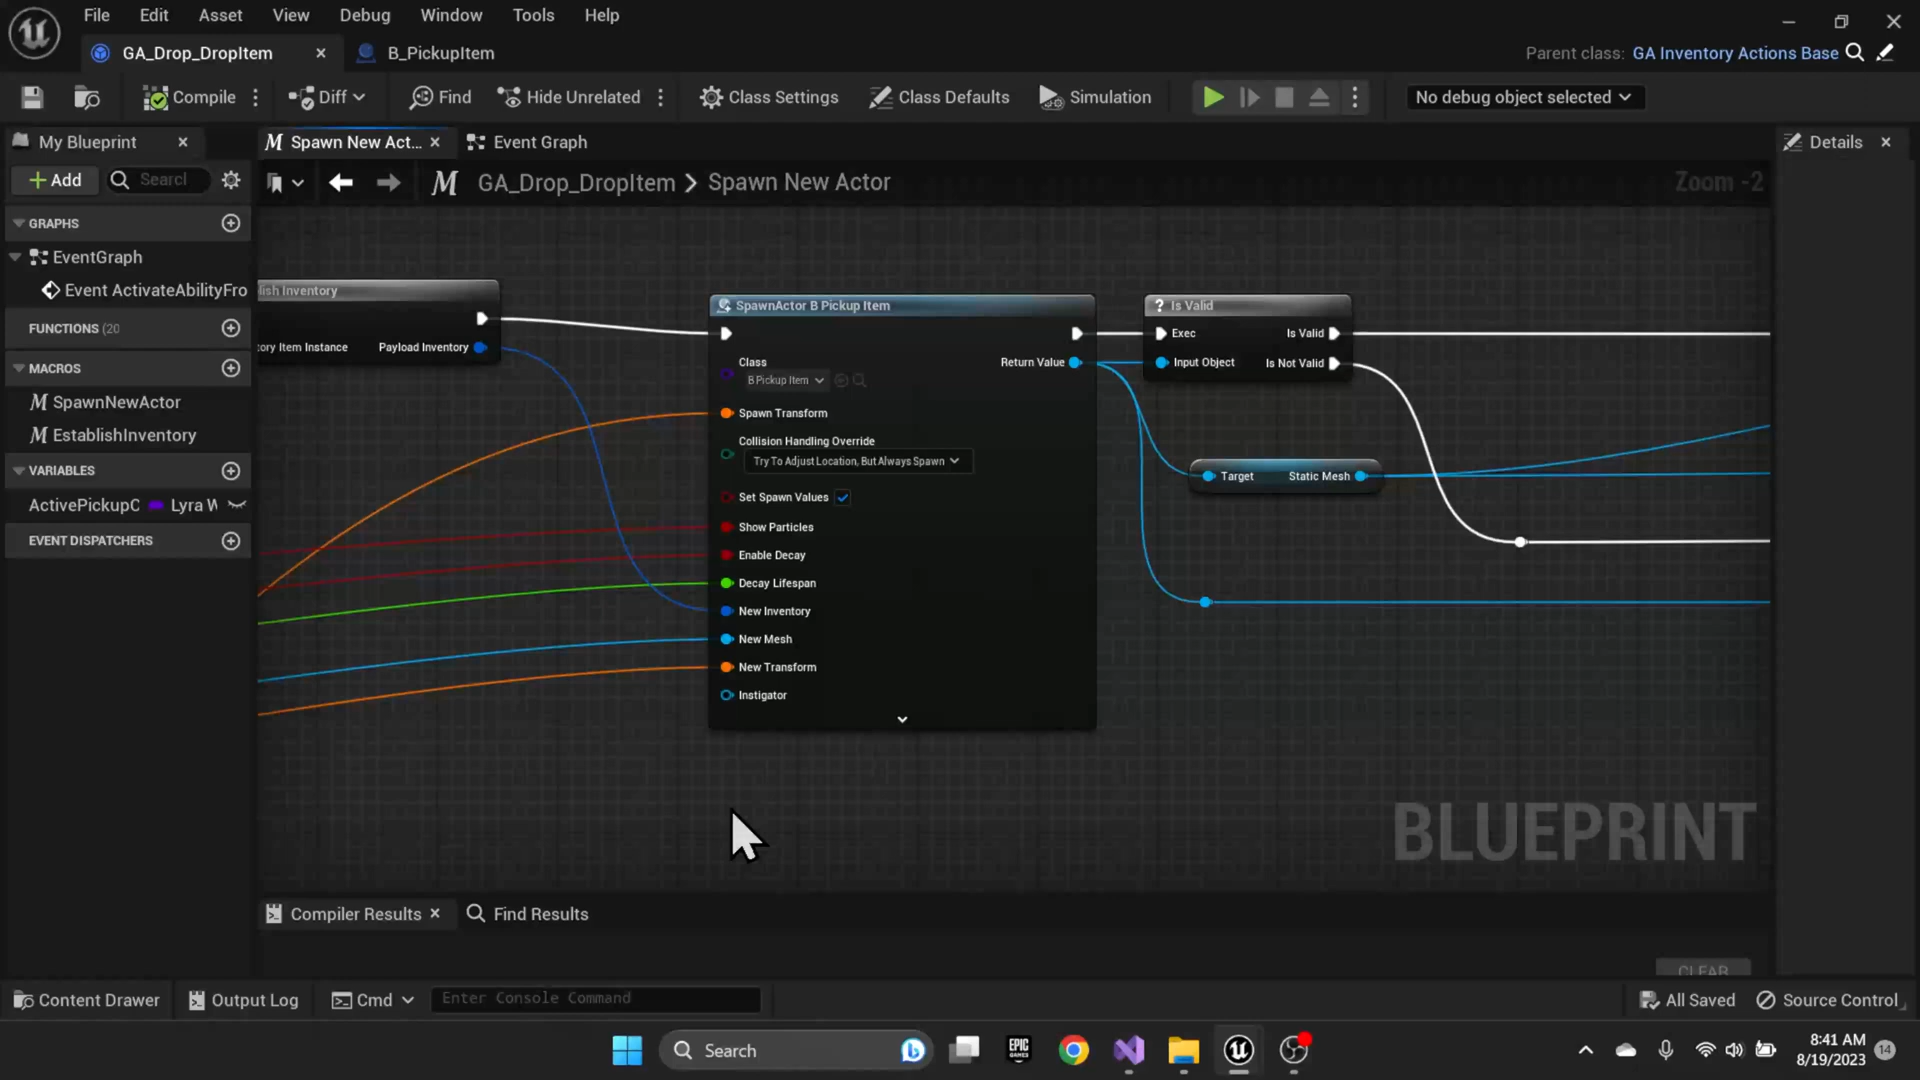 File Edit Asset View Debug Window Tools Help
GA_Drop_DropItem B_PickupItem
Parent class: GA Inventory Actions Base
Compile Diff Find Hide Unrelated Class Settings Class Defaults Simulation No debug object selected
My Blueprint Spawn New Act... Event Graph Details
Add Searcl
GA_Drop_DropItem > Spawn New Actor Zoom -2
GRAPHS
EventGraph
Event ActivateAbilityFro
FUNCTIONS (20
MACROS
SpawnNewActor
EstablishInventory
VARIABLES
ActivePickupC Lyra W
EVENT DISPATCHERS
lish Inventory
tory Item Instance Payload Inventory
SpawnActor B Pickup Item
Class
B Pickup Item
Return Value
Spawn Transform
Collision Handling Override
Try To Adjust Location, But Always Spawn
Set Spawn Values
Show Particles
Enable Decay
Decay Lifespan
New Inventory
New Mesh
New Transform
Instigator
? Is Valid
Exec Is Valid
Input Object Is Not Valid
Target Static Mesh
BLUEPRINT
Compiler Results Find Results
CLEAR
Content Drawer Output Log Cmd Enter Console Command All Saved Source Control
Search
EPIC GAMES
8:41 AM
8/19/2023
14